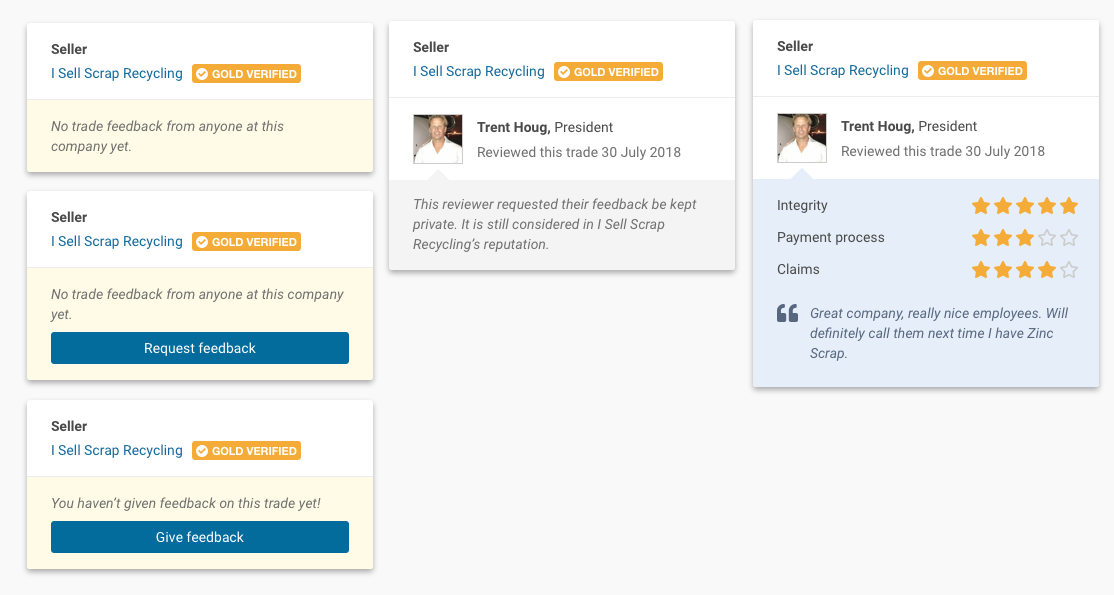 Seller
I Sell Scrap Recycling GOLD VERIFIED
No trade feedback from anyone at this
company yet.
Seller
I Sell Scrap Recycling GOLD VERIFIED
No trade feedback from anyone at this company
yet.
Request feedback
Seller
I Sell Scrap Recycling GOLD VERIFIED
You haven’t given feedback on this trade yet!
Give feedback
Seller
I Sell Scrap Recycling GOLD VERIFIED
Trent Houg, President
Reviewed this trade 30 July 2018
This reviewer requested their feedback be kept
private. It is still considered in I Sell Scrap
Recycling’s reputation.
Seller
I Sell Scrap Recycling GOLD VERIFIED
Trent Houg, President
Reviewed this trade 30 July 2018
Integrity
Payment process
Claims
Great company, really nice employees. Will
definitely call them next time I have Zinc
Scrap.